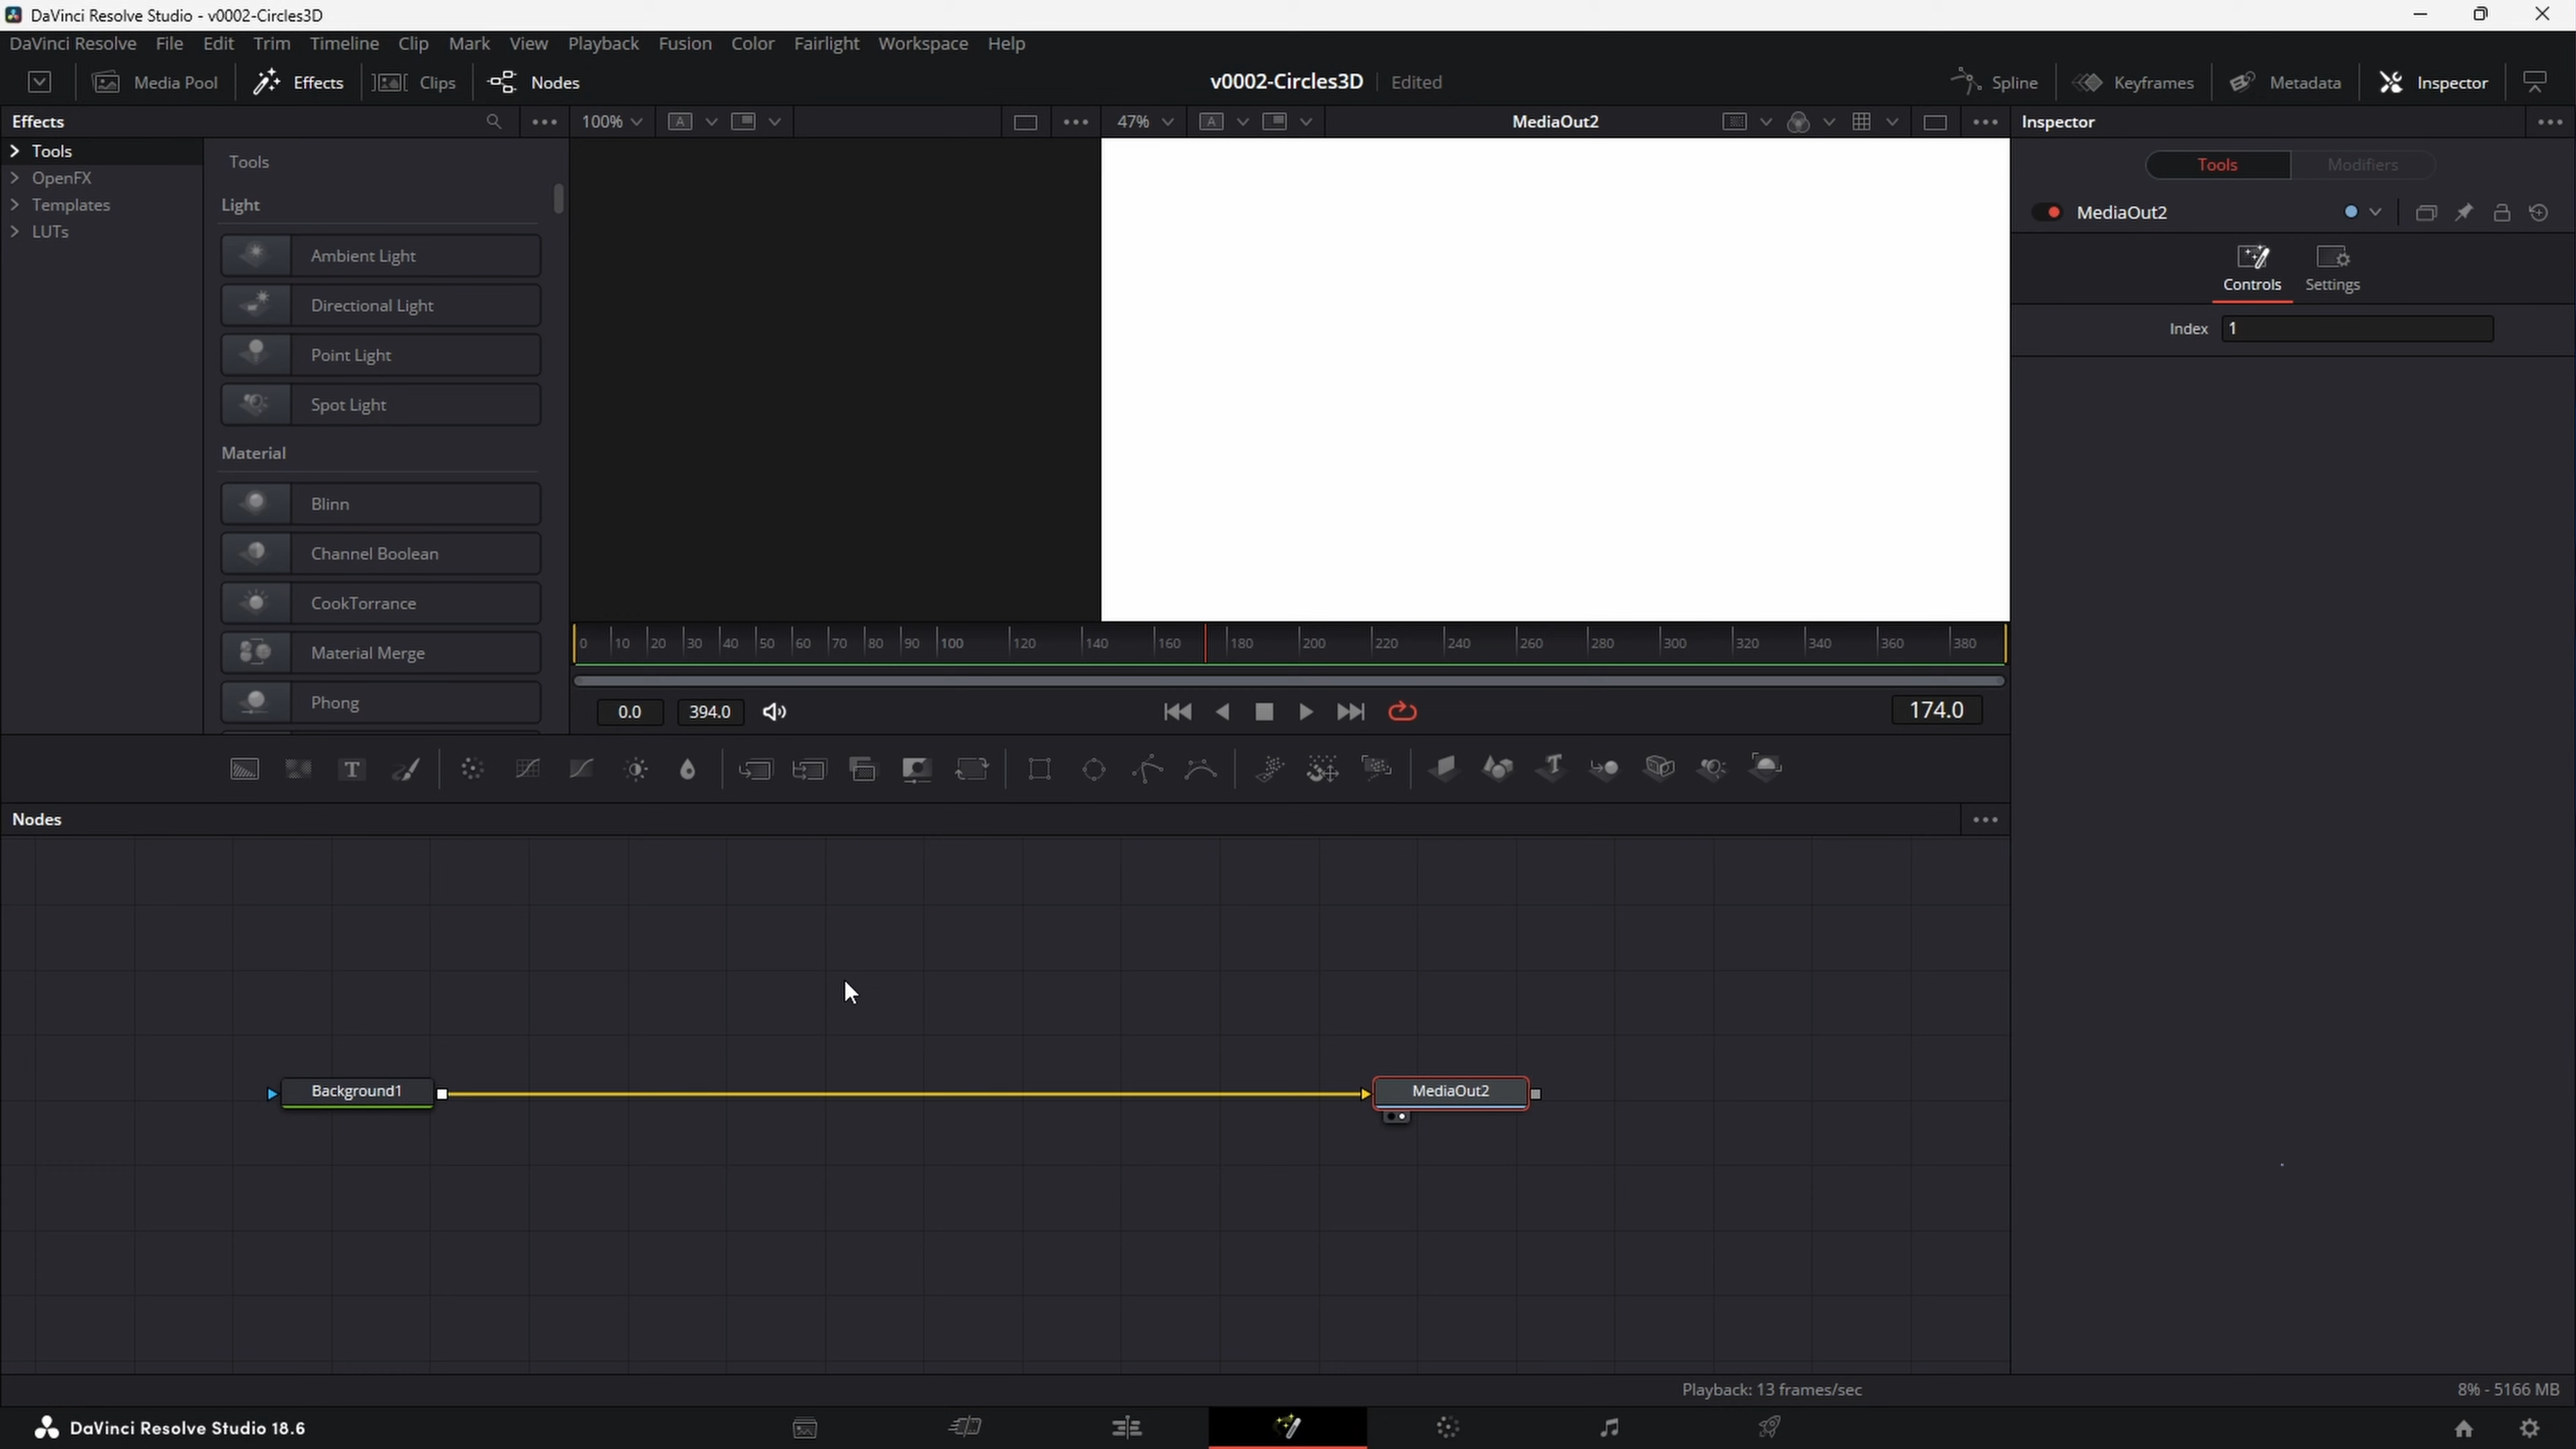 DaVinci Resolve Studio - v0002-Circles3D
DaVinci Resolve File Edit Trim Timeline Clip Mark View Playback Fusion Color Fairlight Workspace Help
Media Pool Effects Clips Nodes v0002-Circles3D Edited Spline Keyframes Metadata Inspector
Effects 100% A 47% A MediaOut2 Inspector
Tools
OpenFX
Templates
LUTs
Tools
Light
Ambient Light
Directional Light
Point Light
Spot Light
Material
Blinn
Channel Boolean
CookTorrance
Material Merge
Phong
Tools Modifiers
MediaOut2
Controls Settings
Index 1
0 10 20 30 40 50 60 70 80 90 100 120 140 160 180 200 220 240 260 280 300 320 340 360 380
0.0 394.0 174.0
T T
Nodes
Background1 MediaOut2
Playback: 13 frames/sec 8% - 5166 MB
DaVinci Resolve Studio 18.6